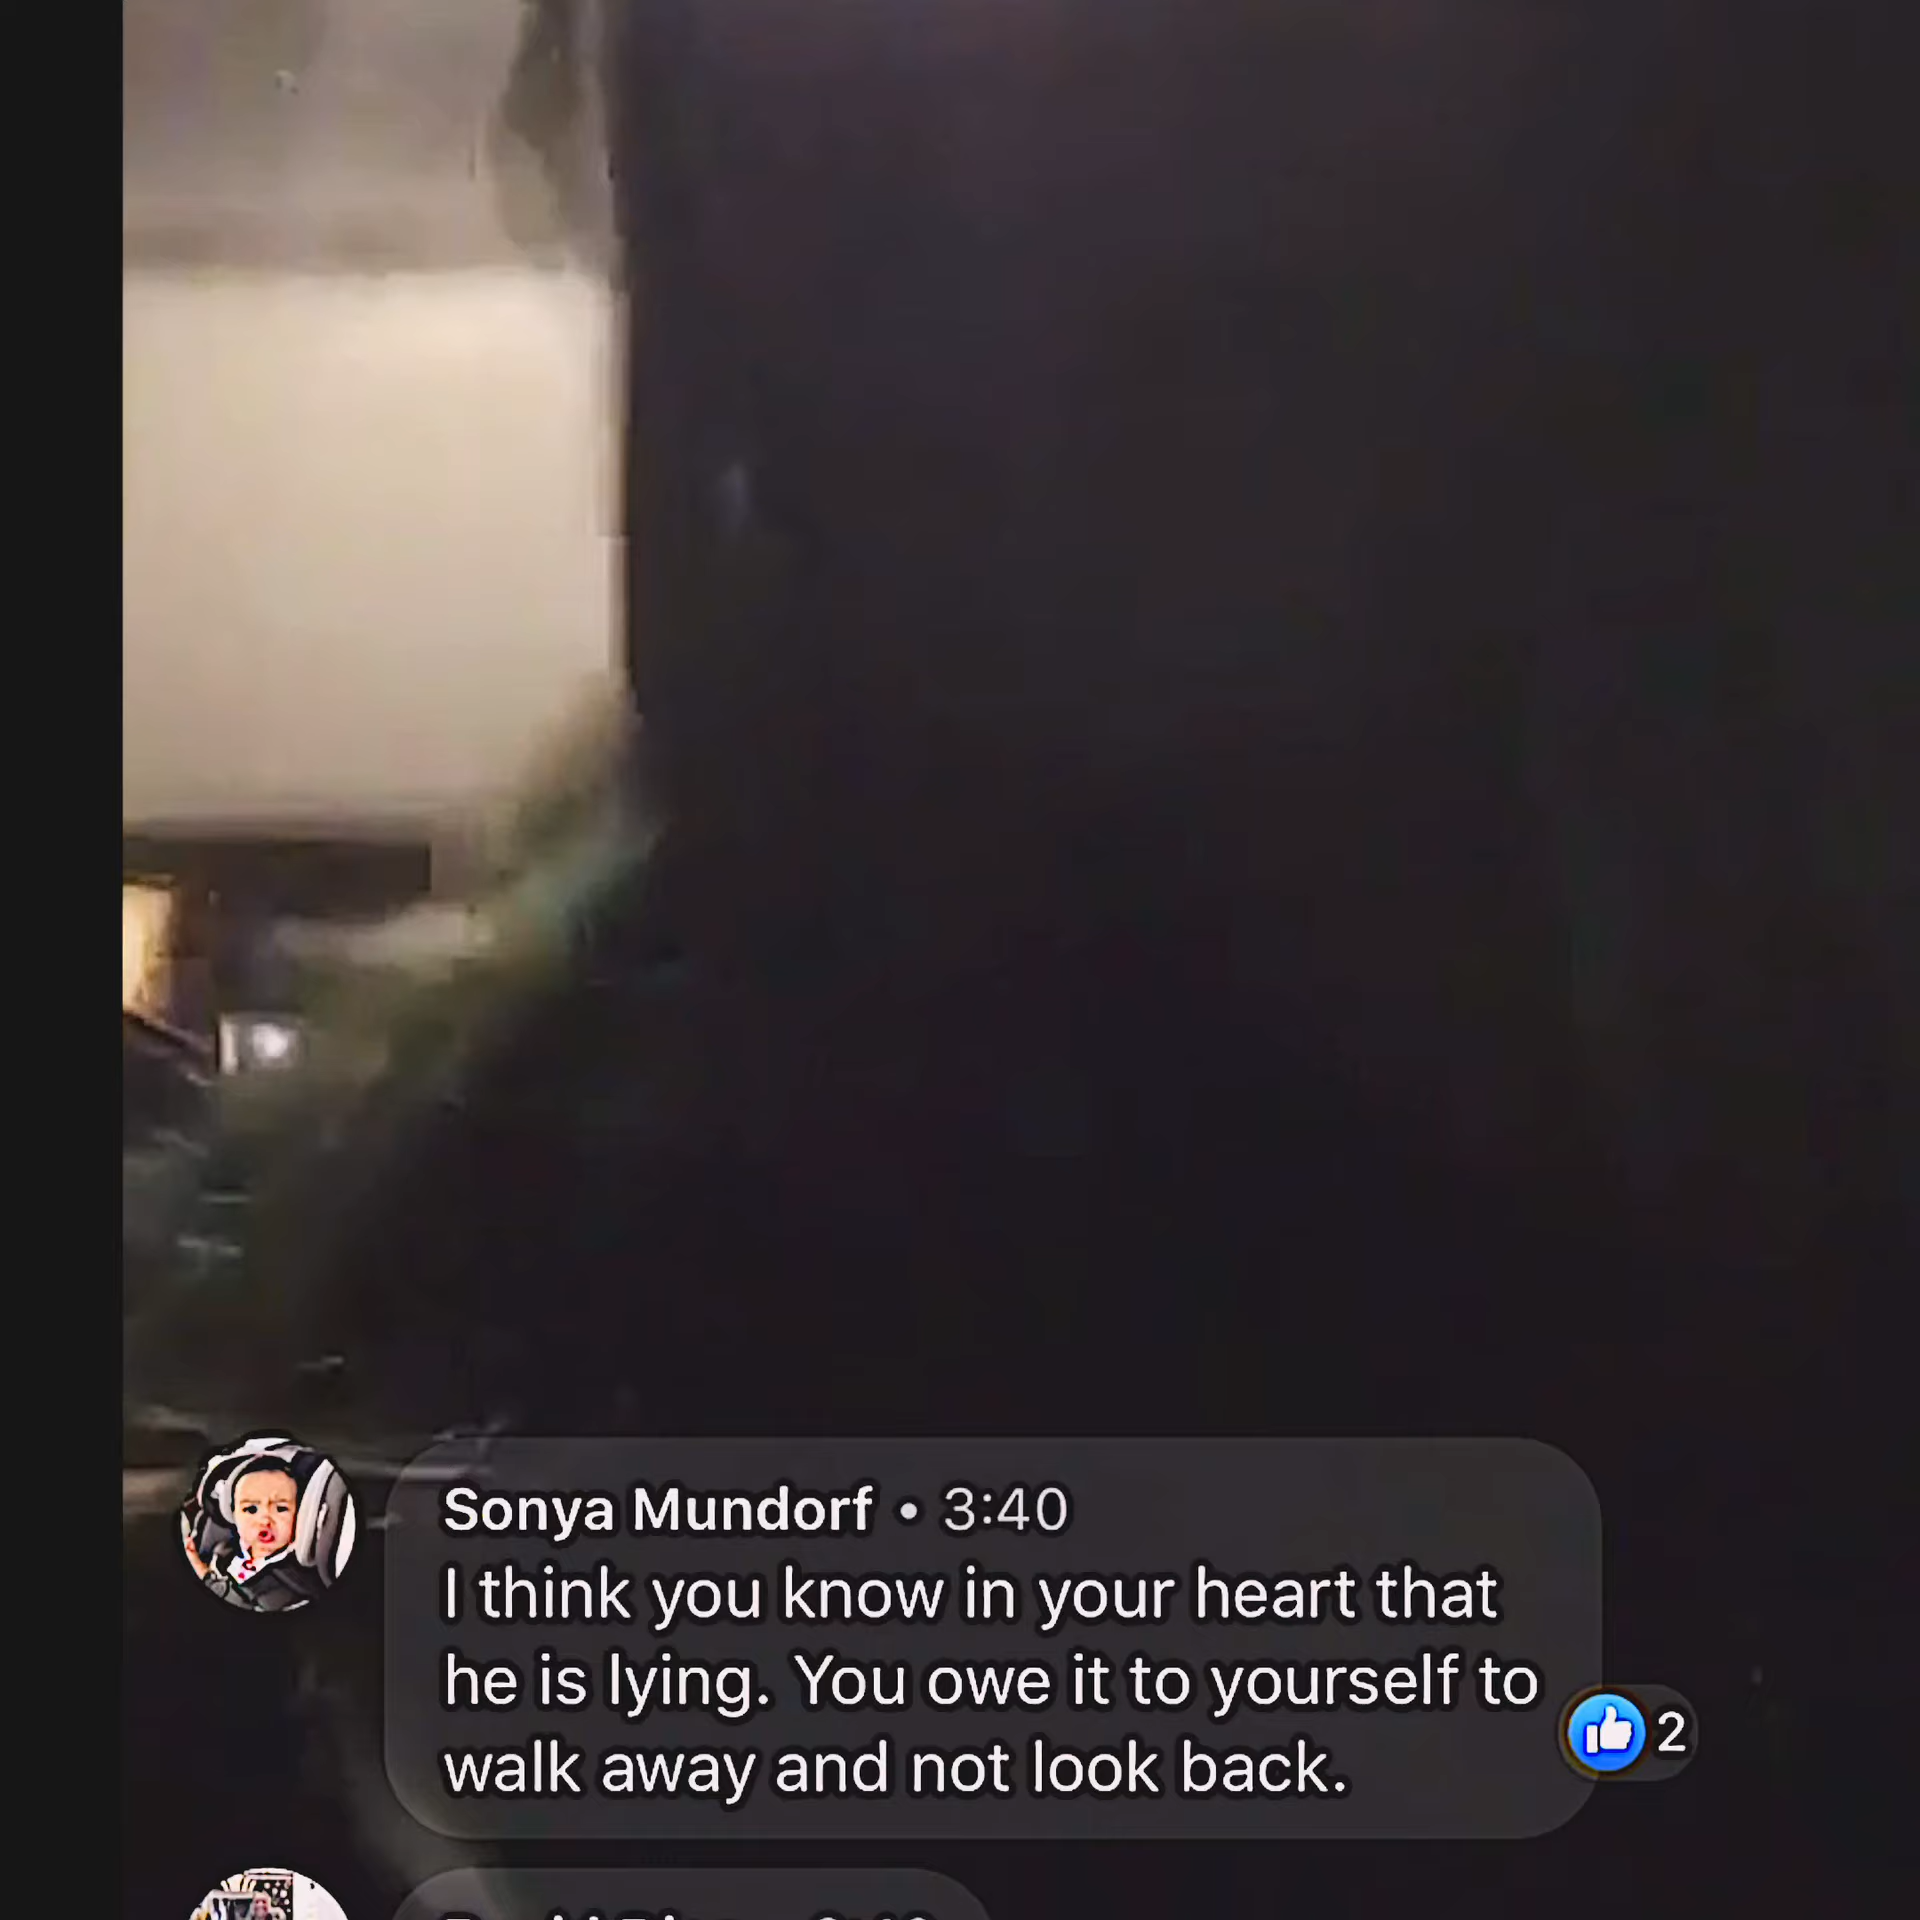 Sonya Mundorf • 3:40
I think you know in your heart that
he is lying. You owe it to yourself to
walk away and not look back.
2